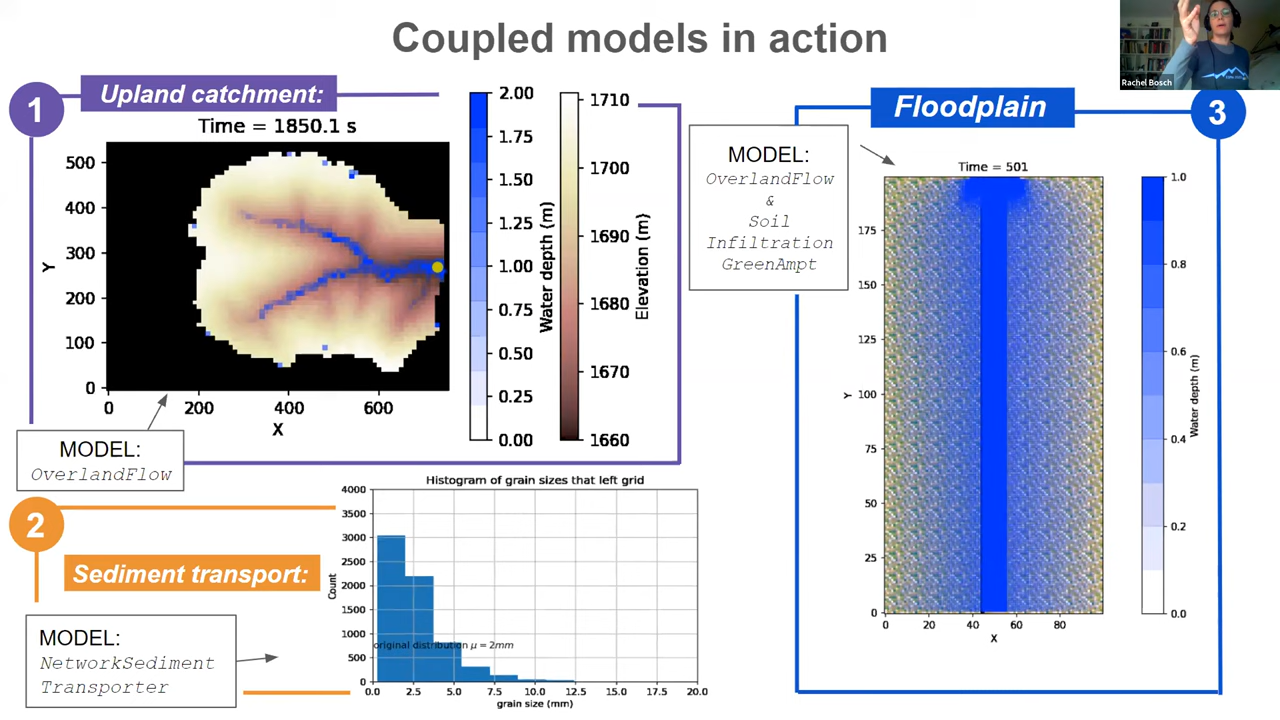 Coupled models in action
Rachel Bosch
1
Upland catchment:
Time = 1850.1 s
500
400
300
200
100
0
Y
0
200
400
600
X
2.00
1.75
1.50
1.25
1.00
0.75
0.50
0.25
0.00
Water depth (m)
1710
1700
1690
1680
1670
1660
Elevation (m)
MODEL:
OverlandFlow
2
Sediment transport:
MODEL:
NetworkSediment
Transporter
Histogram of grain sizes that left grid
4000
3500
3000
2500
2000
1500
1000
500
0
Count
original distribution μ = 2mm
0.0
2.5
5.0
7.5
10.0
12.5
15.0
17.5
20.0
grain size (mm)
3
Floodplain
MODEL:
OverlandFlow
&
Soil
Infiltration
GreenAmpt
Time = 501
175
150
125
100
75
50
25
0
Y
0
20
40
60
80
X
1.0
0.8
0.6
0.4
0.2
0.0
Water depth (m)